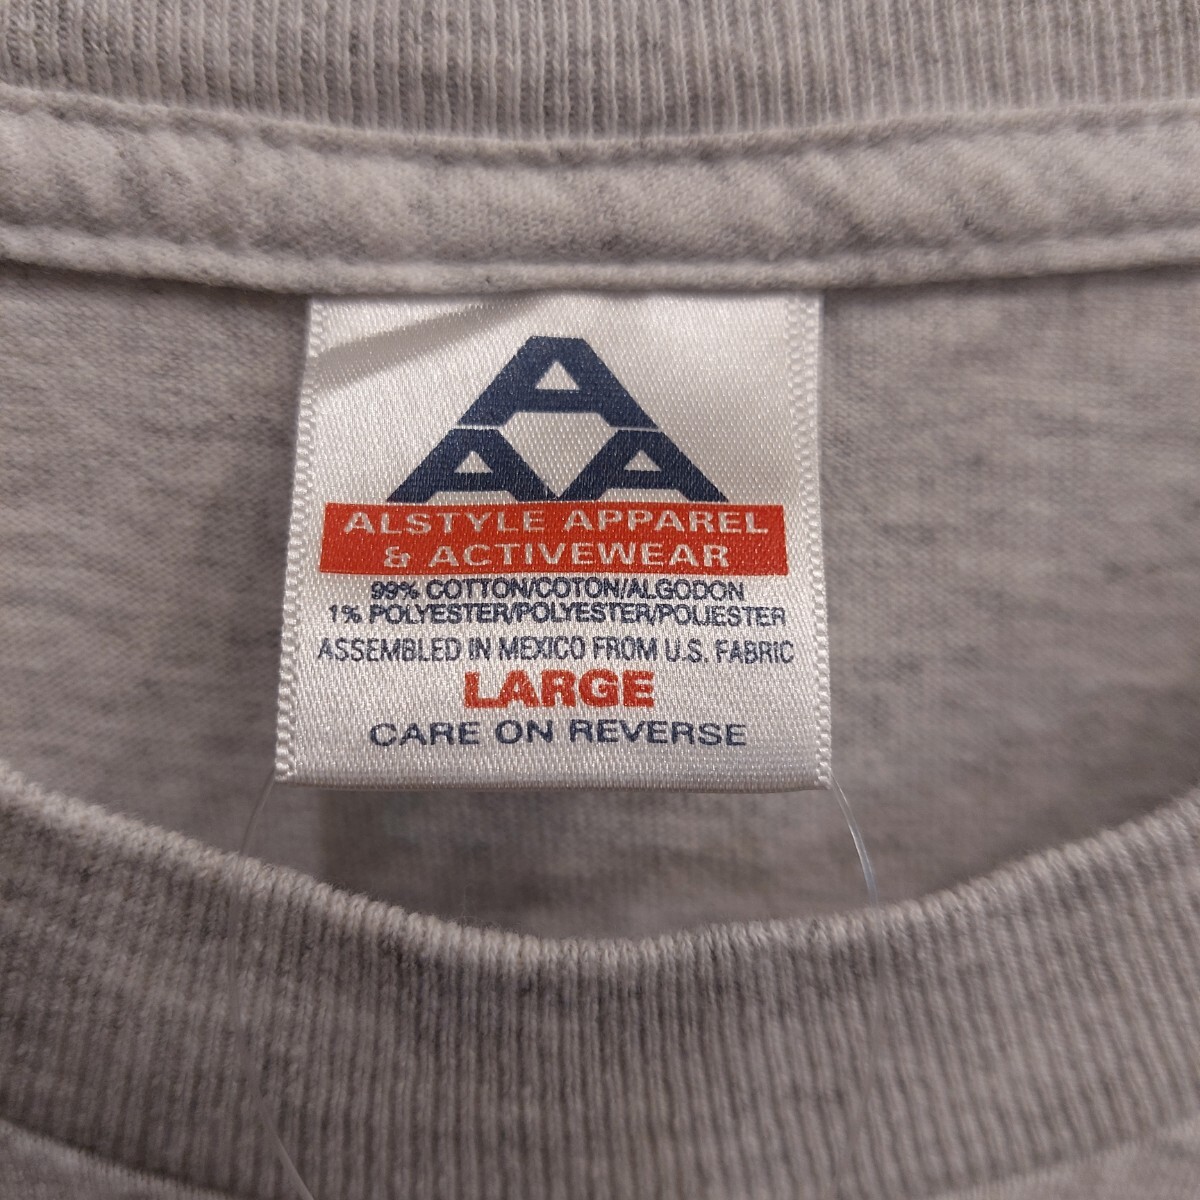 A
AA
ALSTYLE APPAREL
& ACTIVEWEAR
99% COTTON/COTON/ALGODON
1% POLYESTER/POLYESTER/POLIESTER
ASSEMBLED IN MEXICO FROM U.S. FABRIC
LARGE
CARE ON REVERSE